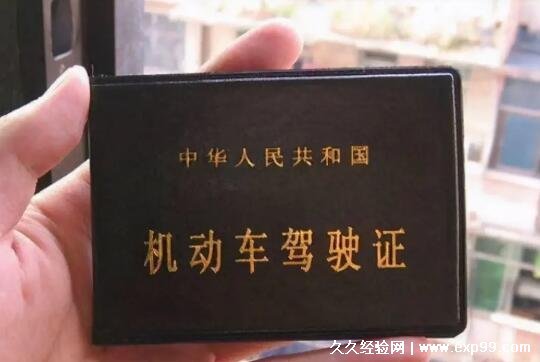 中华人民共和国
机动车驾驶证
久久经验网
www.exp99.com